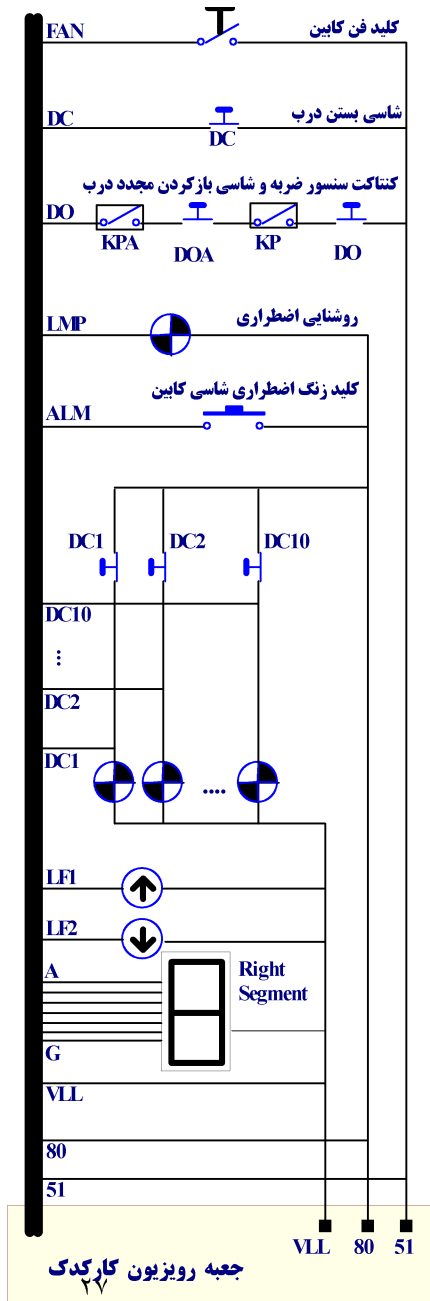 FAN
کلید فن کابین
DC
شاسی بستن درب
DC
کنتاکت سنسور ضربه و شاسی بازکردن مجدد درب
DO
KPA
DOA
KP
DO
LMP
روشنایی اضطراری
ALM
کلید زنگ اضطراری شاسی کابین
DC1
DC2
DC10
DC10
...
DC2
DC1
....
LF1
LF2
A
Right
Segment
G
VLL
80
51
VLL 80 51
جعبه رویزیون کارکدک
۲۷